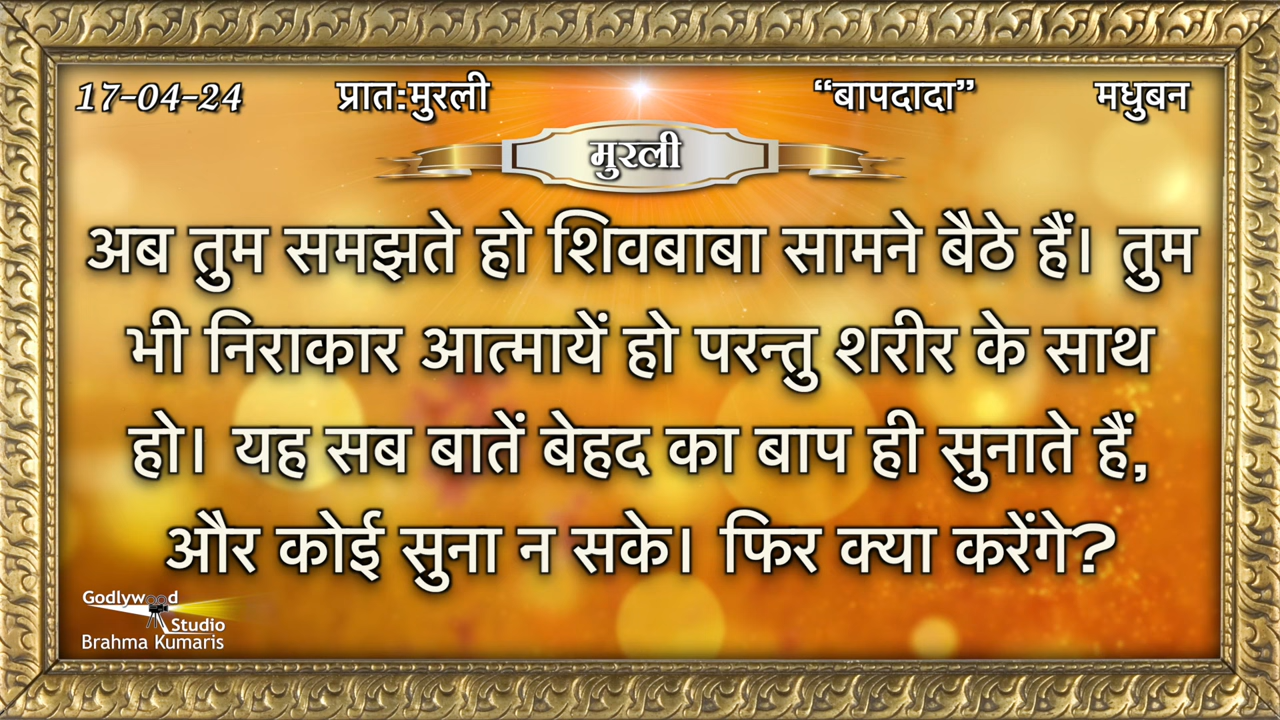 17-04-24 प्रात:मुरली “बापदादा” मधुबन
मुरली
अब तुम समझते हो शिवबाबा सामने बैठे हैं। तुम
भी निराकार आत्मायें हो परन्तु शरीर के साथ
हो। यह सब बातें बेहद का बाप ही सुनाते हैं,
और कोई सुना न सके। फिर क्या करेंगे?
Godlywood
Studio
Brahma Kumaris